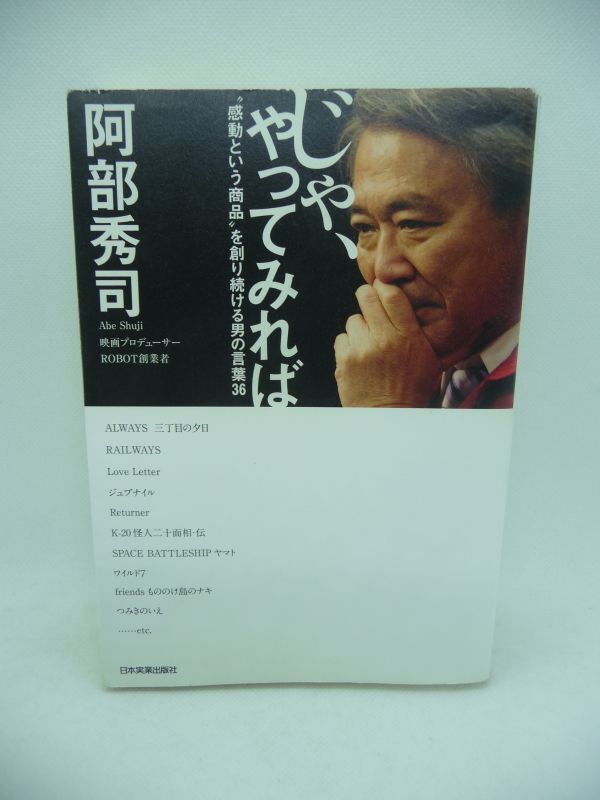 じゃ、
やってみれば
“感動という商品”を創り続ける男の言葉36
阿部秀司
Abe Shuji
映画プロデューサー
ROBOT創業者
ALWAYS 三丁目の夕日
RAILWAYS
Love Letter
ジュブナイル
Returner
K-20 怪人二十面相・伝
SPACE BATTLESHIP ヤマト
ワイルド7
friends もののけ島のナキ
つみきのいえ
……etc.
日本実業出版社